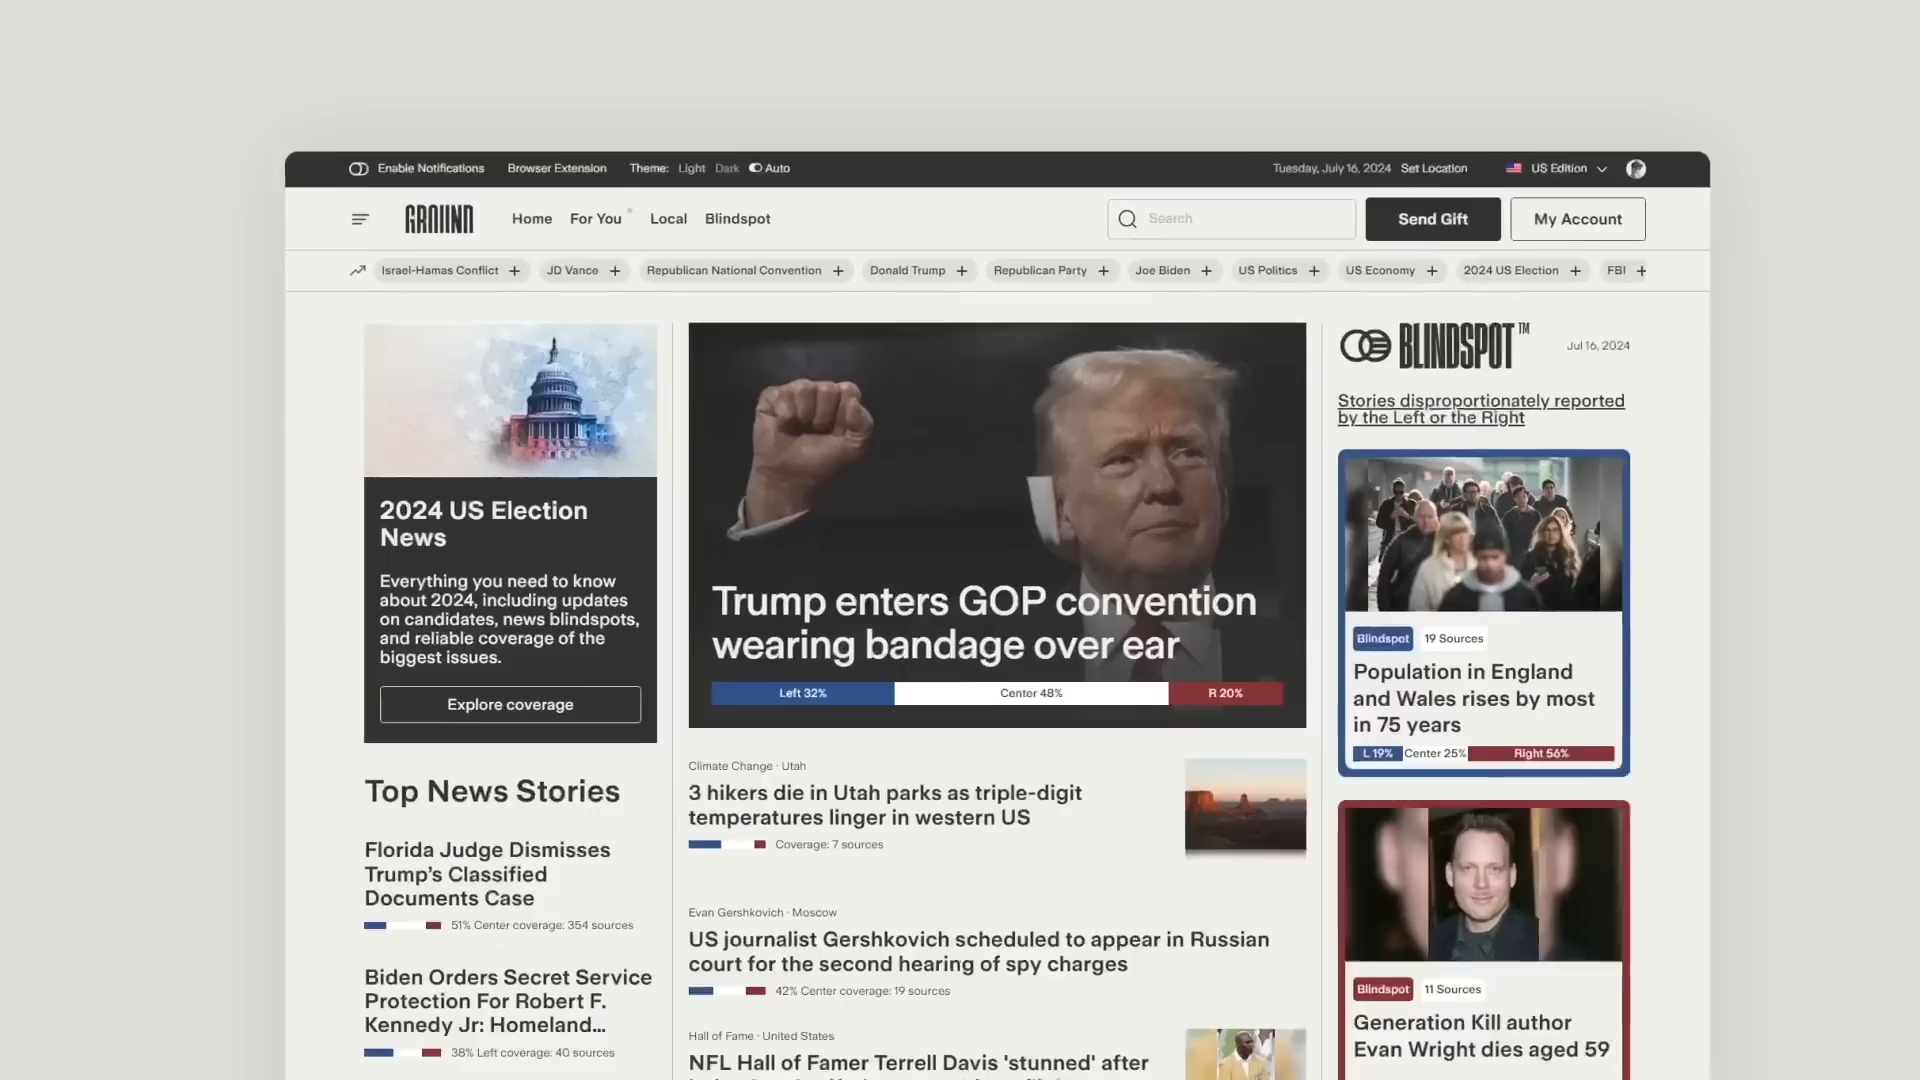 Enable Notifications
Browser Extension
Theme: Light Dark Auto
Tuesday, July 16, 2024
Set Location
US Edition
GROUND
Home
For You
Local
Blindspot
Search
Send Gift
My Account
Israel-Hamas Conflict +
JD Vance +
Republican National Convention +
Donald Trump +
Republican Party +
Joe Biden +
US Politics +
US Economy +
2024 US Election +
FBI +
2024 US Election
News
Everything you need to know
about 2024, including updates
on candidates, news blindspots,
and reliable coverage of the
biggest issues.
Explore coverage
Top News Stories
Florida Judge Dismisses
Trump's Classified
Documents Case
51% Center coverage: 354 sources
Biden Orders Secret Service
Protection For Robert F.
Kennedy Jr: Homeland...
38% Left coverage: 40 sources
Trump enters GOP convention
wearing bandage over ear
Left 32%
Center 48%
R 20%
Climate Change · Utah
3 hikers die in Utah parks as triple-digit
temperatures linger in western US
Coverage: 7 sources
Evan Gershkovich · Moscow
US journalist Gershkovich scheduled to appear in Russian
court for the second hearing of spy charges
42% Center coverage: 19 sources
Hall of Fame · United States
NFL Hall of Famer Terrell Davis 'stunned' after
BLINDSPOT™
Jul 16, 2024
Stories disproportionately reported
by the Left or the Right
Blindspot
19 Sources
Population in England
and Wales rises by most
in 75 years
L 19%
Center 25%
Right 56%
Blindspot
11 Sources
Generation Kill author
Evan Wright dies aged 59